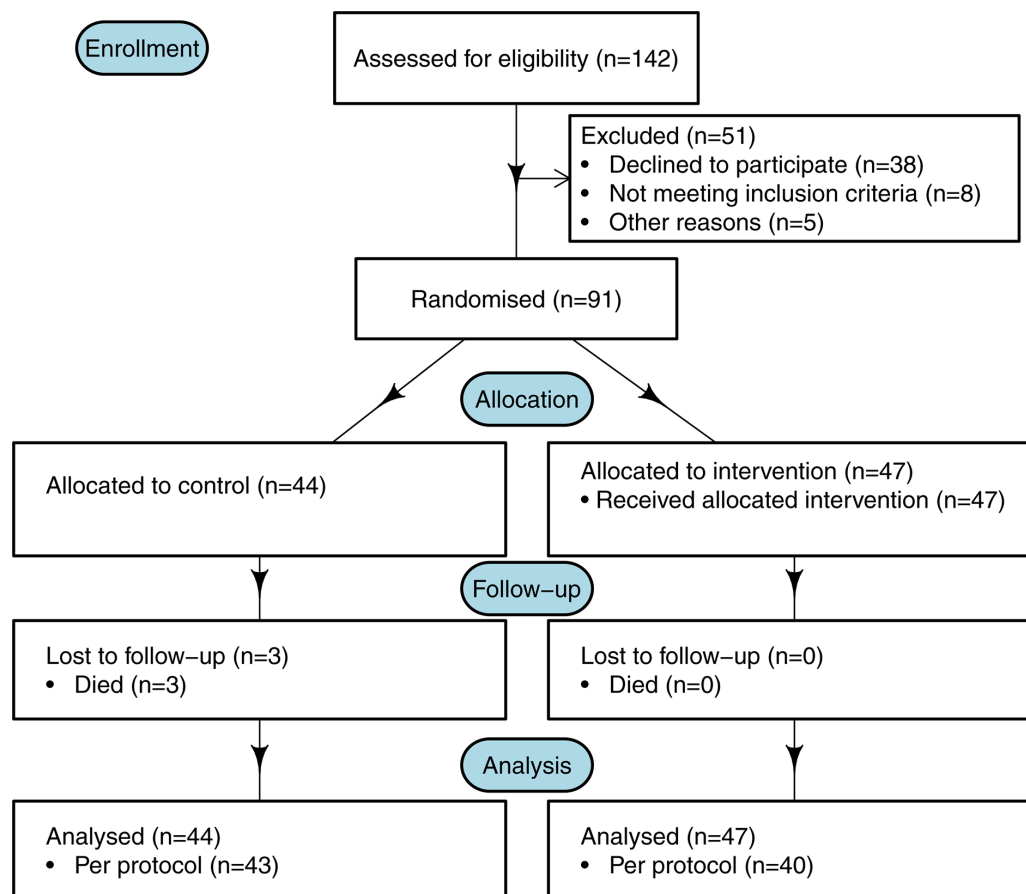 Enrollment
Assessed for eligibility (n=142)
Excluded (n=51)
• Declined to participate (n=38)
• Not meeting inclusion criteria (n=8)
• Other reasons (n=5)
Randomised (n=91)
Allocation
Allocated to control (n=44)
Allocated to intervention (n=47)
• Received allocated intervention (n=47)
Follow−up
Lost to follow−up (n=3)
• Died (n=3)
Lost to follow−up (n=0)
• Died (n=0)
Analysis
Analysed (n=44)
• Per protocol (n=43)
Analysed (n=47)
• Per protocol (n=40)